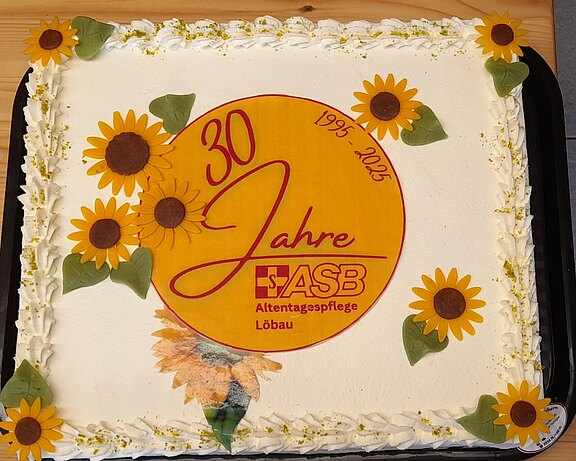 30
1995 - 2025
Jahre
S ASB
Altentagespflege
Löbau